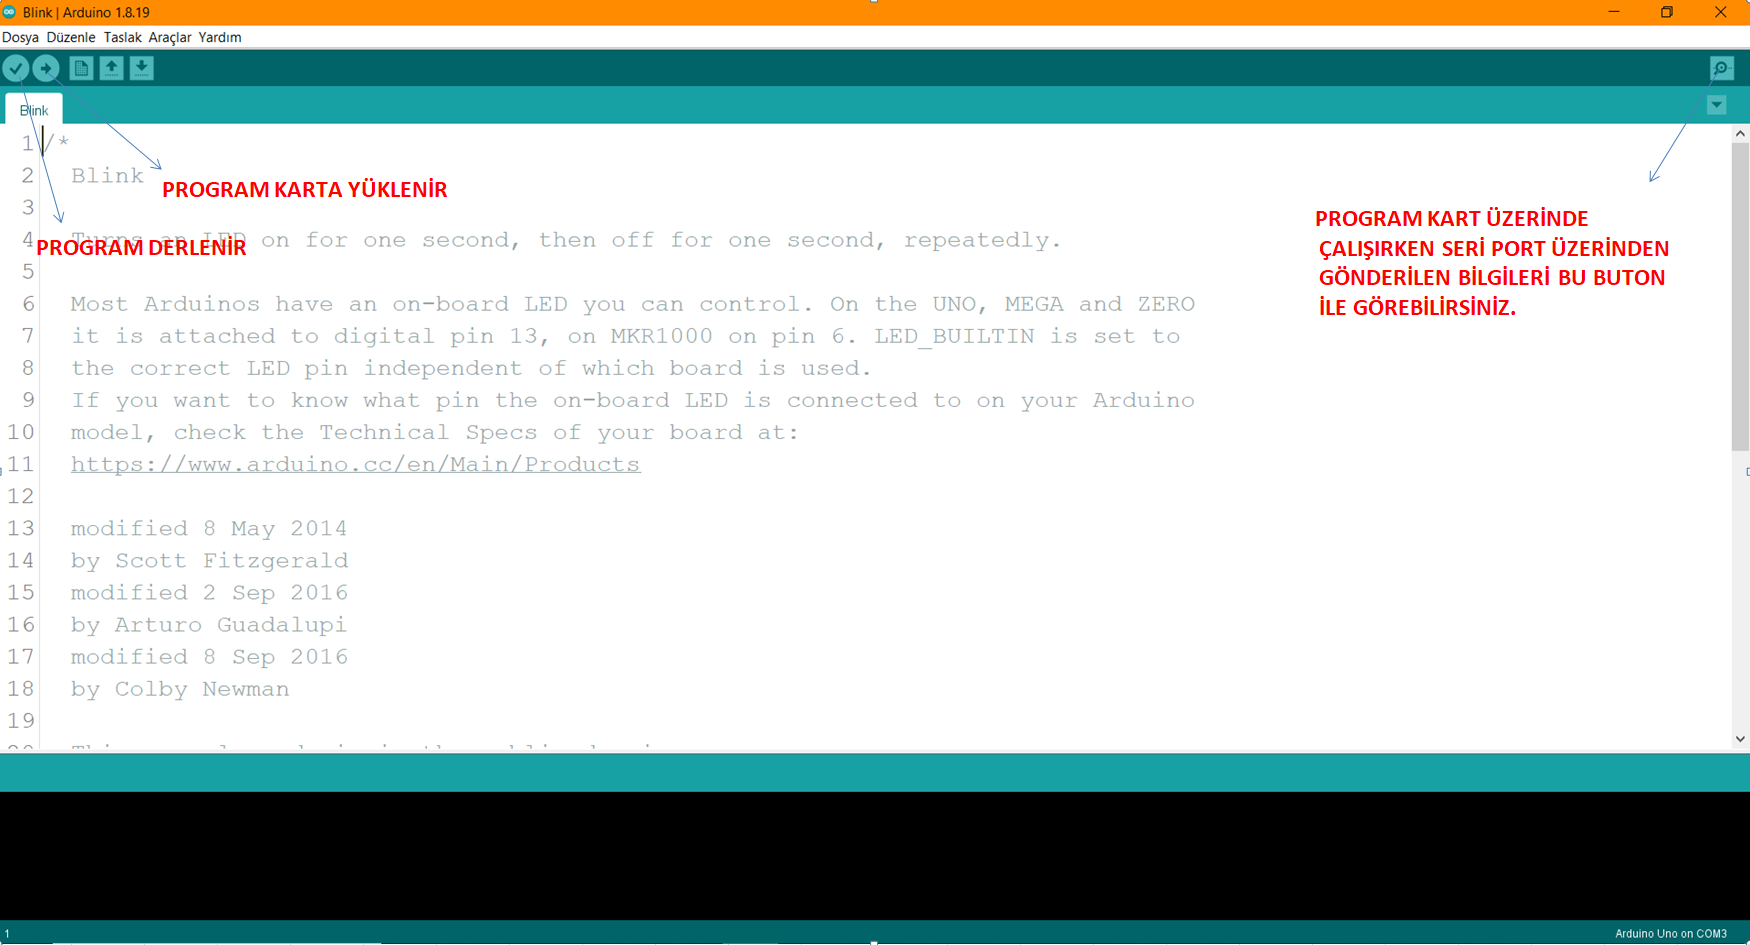 Blink | Arduino 1.8.19
Dosya Düzenle Taslak Araçlar Yardım
Blink
1 /*
2 Blink
PROGRAM KARTA YÜKLENİR
3
4 Turns an LED on for one second, then off for one second, repeatedly.
PROGRAM DERLENİR
PROGRAM KART ÜZERİNDE
ÇALIŞIRKEN SERİ PORT ÜZERİNDEN
GÖNDERİLEN BİLGİLERİ BU BUTON
İLE GÖREBİLİRSİNİZ.
5
6 Most Arduinos have an on-board LED you can control. On the UNO, MEGA and ZERO
7 it is attached to digital pin 13, on MKR1000 on pin 6. LED_BUILTIN is set to
8 the correct LED pin independent of which board is used.
9 If you want to know what pin the on-board LED is connected to on your Arduino
10 model, check the Technical Specs of your board at:
11 https://www.arduino.cc/en/Main/Products
12
13 modified 8 May 2014
14 by Scott Fitzgerald
15 modified 2 Sep 2016
16 by Arturo Guadalupi
17 modified 8 Sep 2016
18 by Colby Newman
19
1
Arduino Uno on COM3